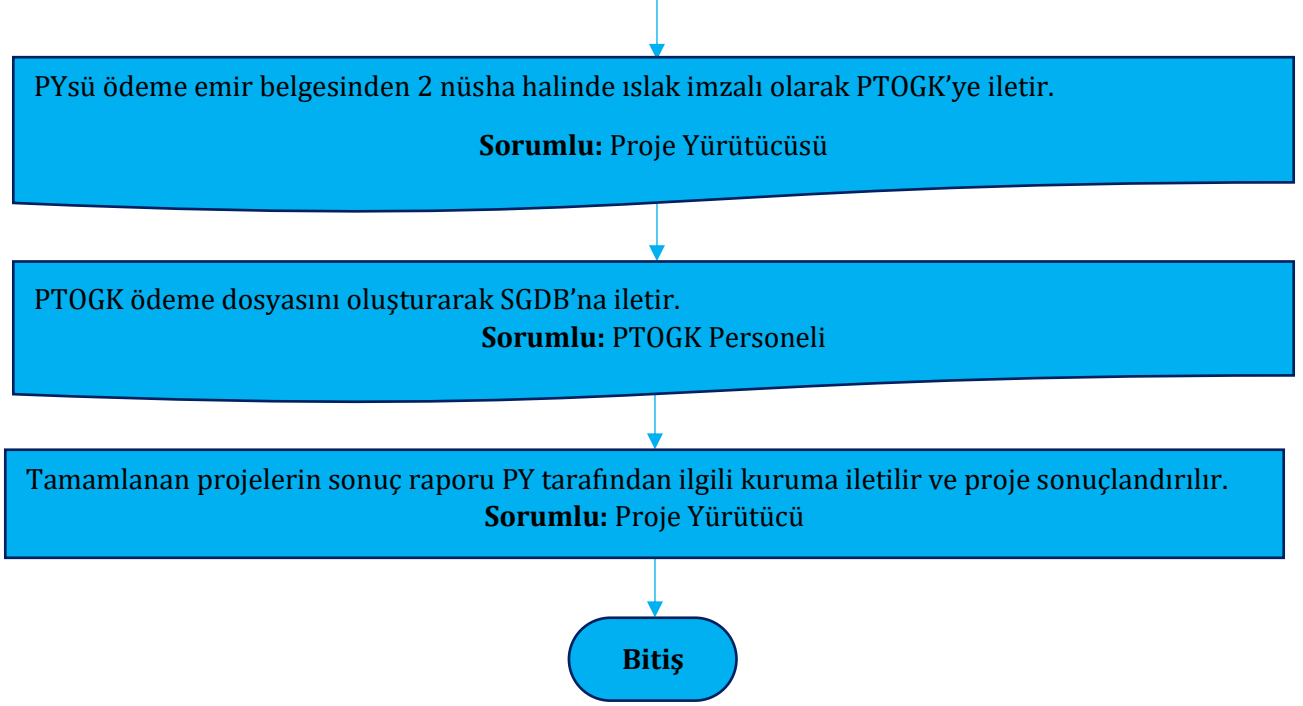 PYsü ödeme emir belgesinden 2 nüsha halinde ıslak imzalı olarak PTOGK’ye iletir.
Sorumlu: Proje Yürütücüsü
PTOGK ödeme dosyasını oluşturarak SGDB’na iletir.
Sorumlu: PTOGK Personeli
Tamamlanan projelerin sonuç raporu PY tarafından ilgili kuruma iletilir ve proje sonuçlandırılır.
Sorumlu: Proje Yürütücü
Bitiş